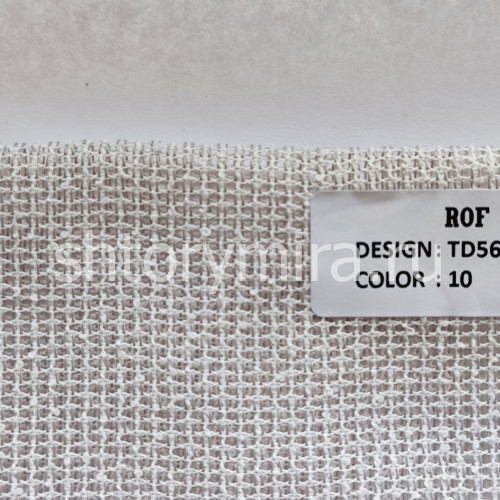 ROF
DESIGN: TD56
COLOR : 10
shtorymira.ru